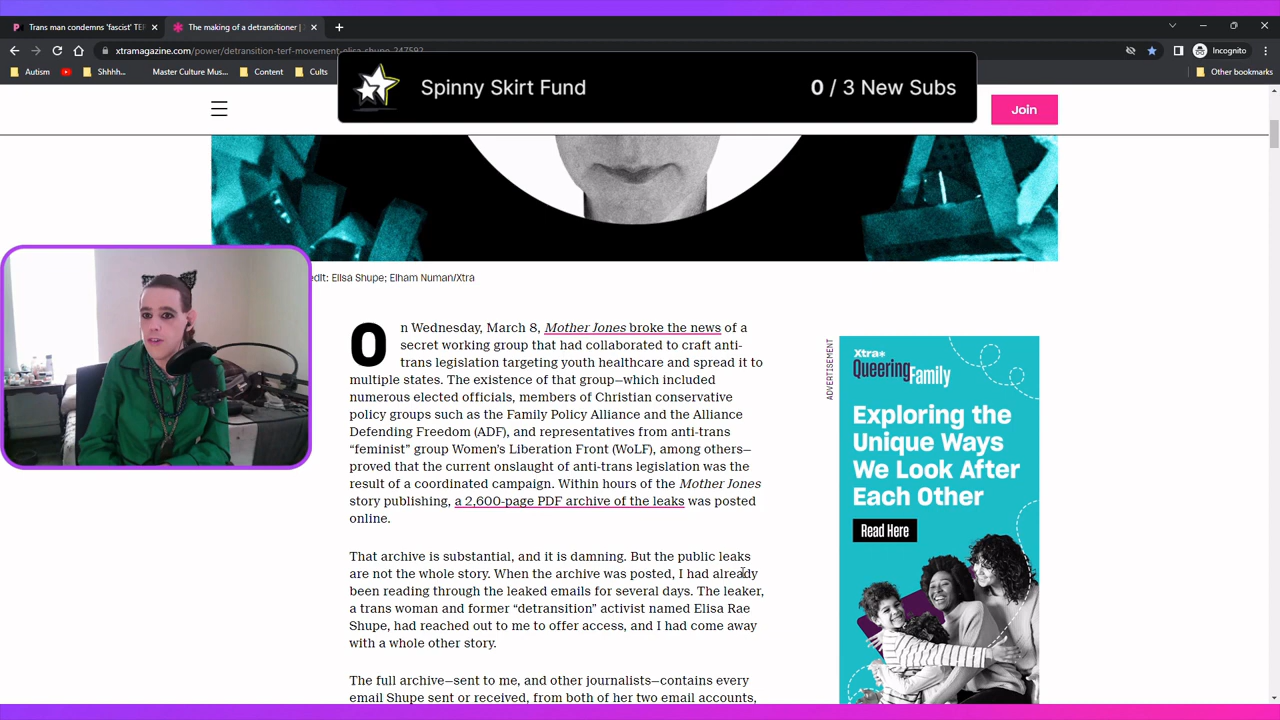 Trans man condemns 'fascist' TER
The making of a detransitioner |
xtramagazine.com/power/detransition-terf-movement-elisa-shupe-247592
Incognito
Autism
Shhhh...
Master Culture Mus...
Content
Cults
Other bookmarks
Spinny Skirt Fund
0 / 3 New Subs
Join
edit: Elisa Shupe; Elham Numan/Xtra
On Wednesday, March 8, Mother Jones broke the news of a
secret working group that had collaborated to craft anti-
trans legislation targeting youth healthcare and spread it to
multiple states. The existence of that group—which included
numerous elected officials, members of Christian conservative
policy groups such as the Family Policy Alliance and the Alliance
Defending Freedom (ADF), and representatives from anti-trans
“feminist” group Women’s Liberation Front (WoLF), among others—
proved that the current onslaught of anti-trans legislation was the
result of a coordinated campaign. Within hours of the Mother Jones
story publishing, a 2,600-page PDF archive of the leaks was posted
online.
That archive is substantial, and it is damning. But the public leaks
are not the whole story. When the archive was posted, I had already
been reading through the leaked emails for several days. The leaker,
a trans woman and former “detransition” activist named Elisa Rae
Shupe, had reached out to me to offer access, and I had come away
with a whole other story.
The full archive—sent to me, and other journalists—contains every
email Shupe sent or received, from both of her two email accounts,
ADVERTISEMENT
Xtra*
Queering Family
Exploring the
Unique Ways
We Look After
Each Other
Read Here